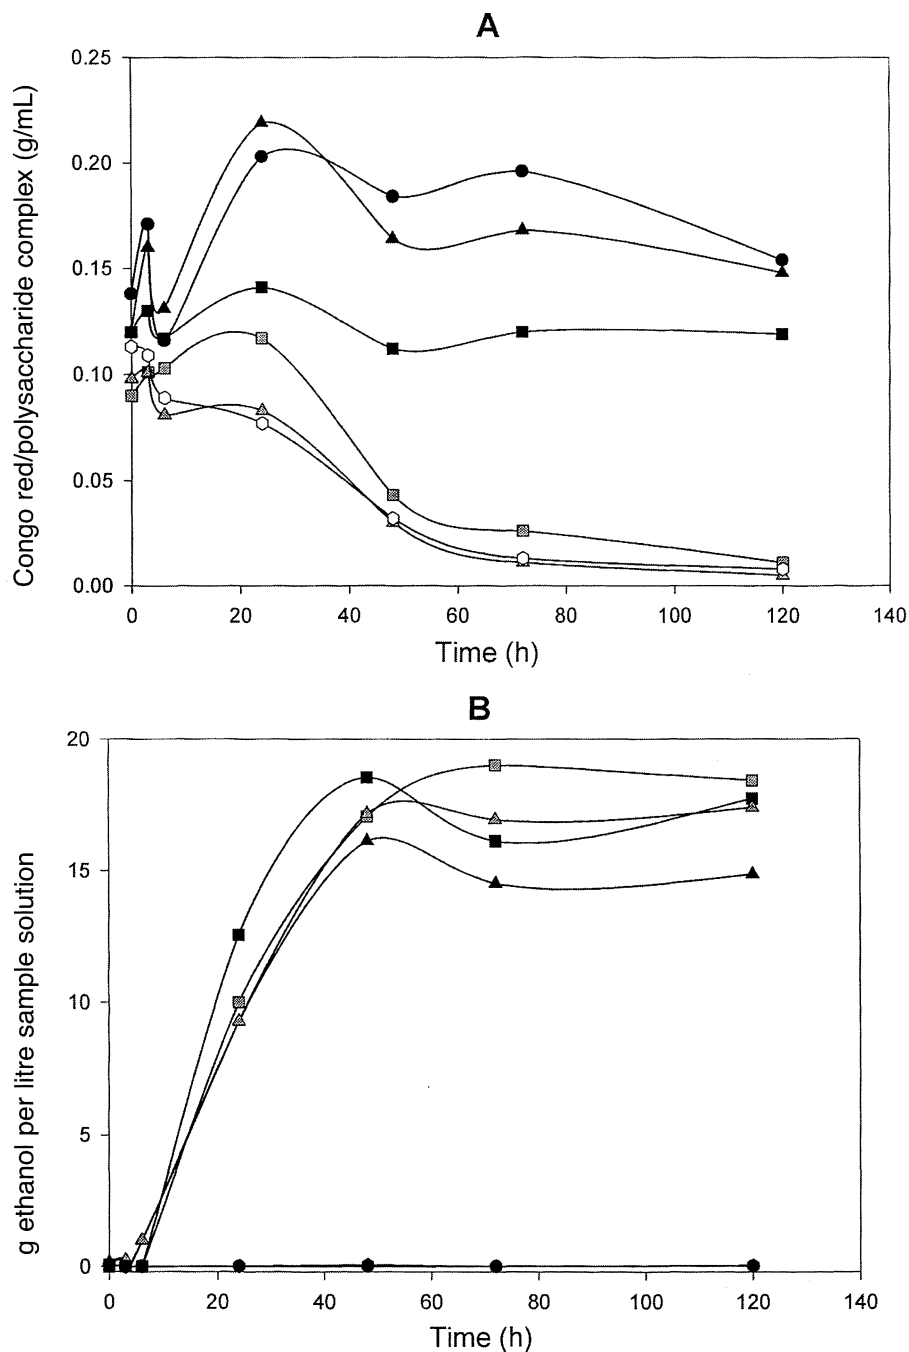 A
Congo red/polysaccharide complex (g/mL)
0.25
0.20
0.15
0.10
0.05
0.00
0 20 40 60 80 100 120 140
Time (h)
B
g ethanol per litre sample solution
20
15
10
5
0
0 20 40 60 80 100 120 140
Time (h)